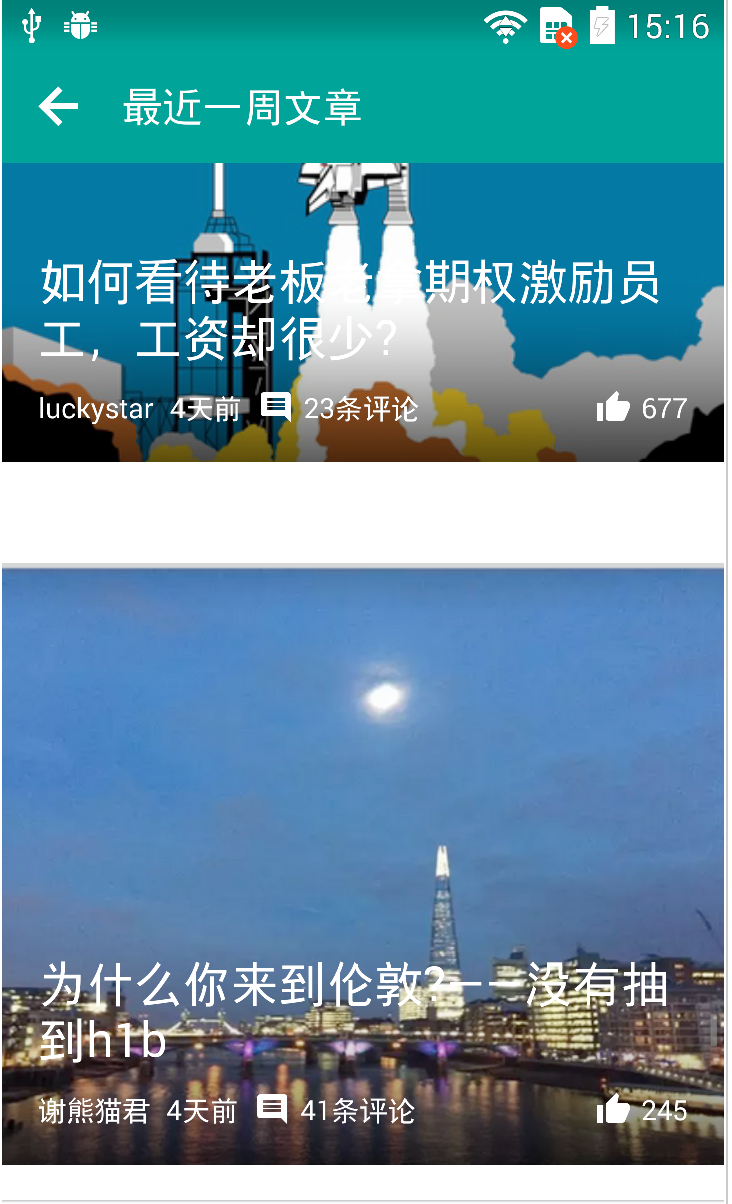 15:16
最近一周文章
如何看待老板老拿期权激励员
工，工资却很少?
luckystar 4天前 23条评论 677
为什么你来到伦敦?——没有抽
到h1b
谢熊猫君 4天前 41条评论 245